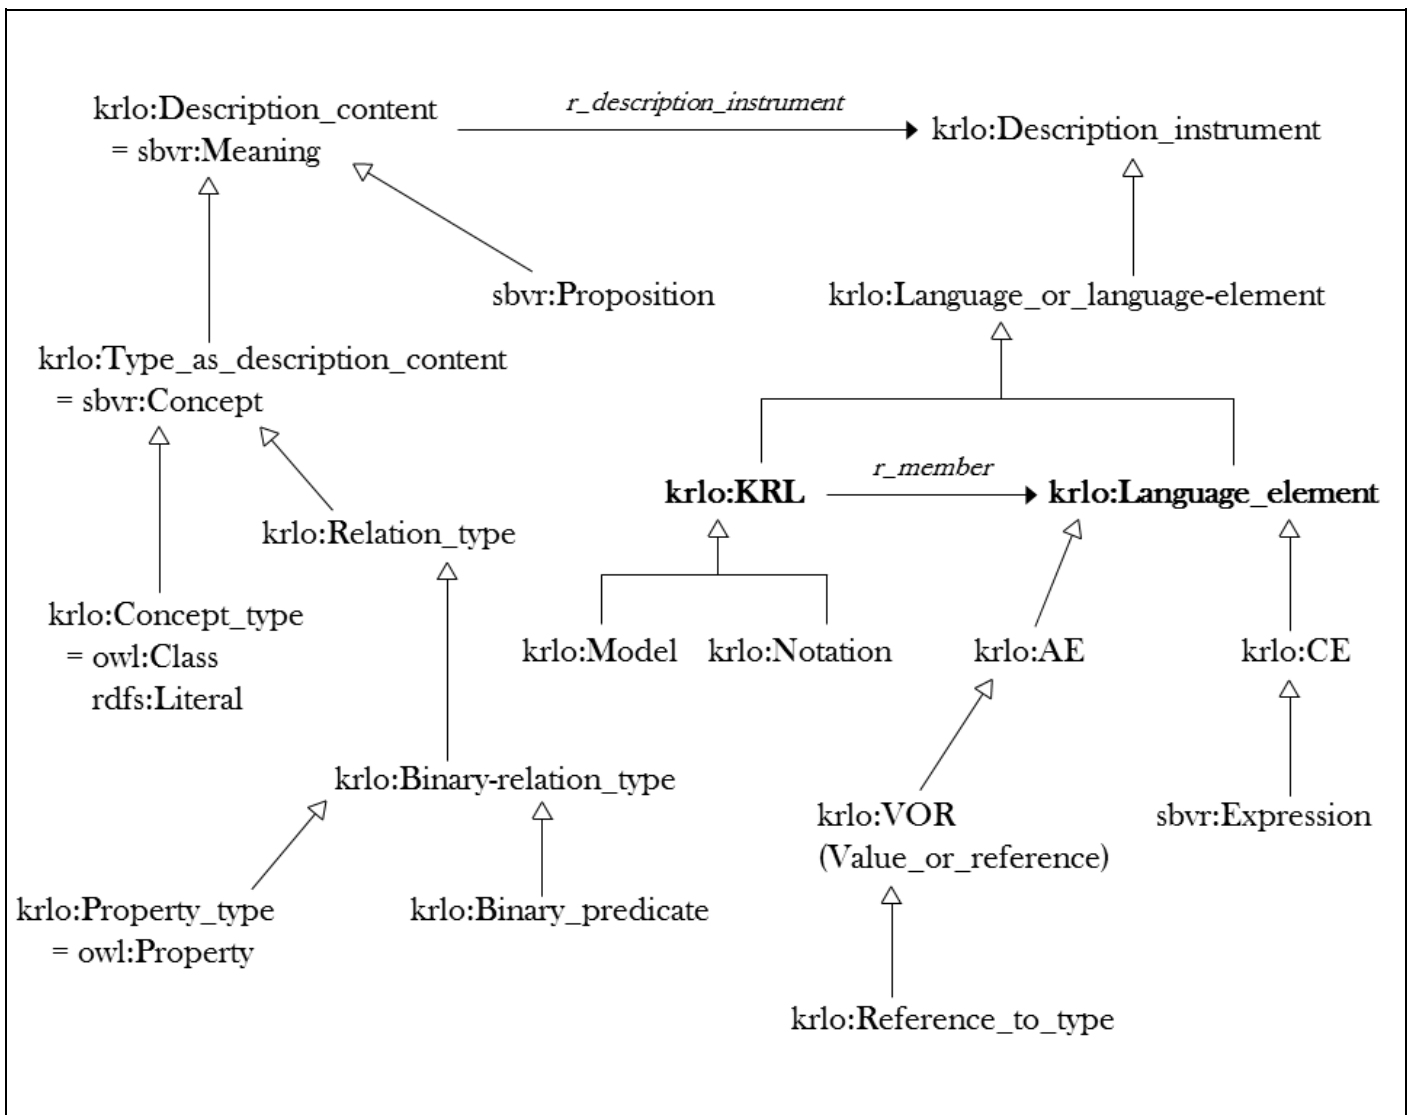 krlo:Description_content
= sbvr:Meaning
r_description_instrument
krlo:Description_instrument
sbvr:Proposition
krlo:Language_or_language-element
krlo:Type_as_description_content
= sbvr:Concept
krlo:KRL
r_member
krlo:Language_element
krlo:Relation_type
krlo:Concept_type
= owl:Class
rdfs:Literal
krlo:Model
krlo:Notation
krlo:AE
krlo:CE
krlo:Binary-relation_type
krlo:VOR
(Value_or_reference)
sbvr:Expression
krlo:Property_type
= owl:Property
krlo:Binary_predicate
krlo:Reference_to_type